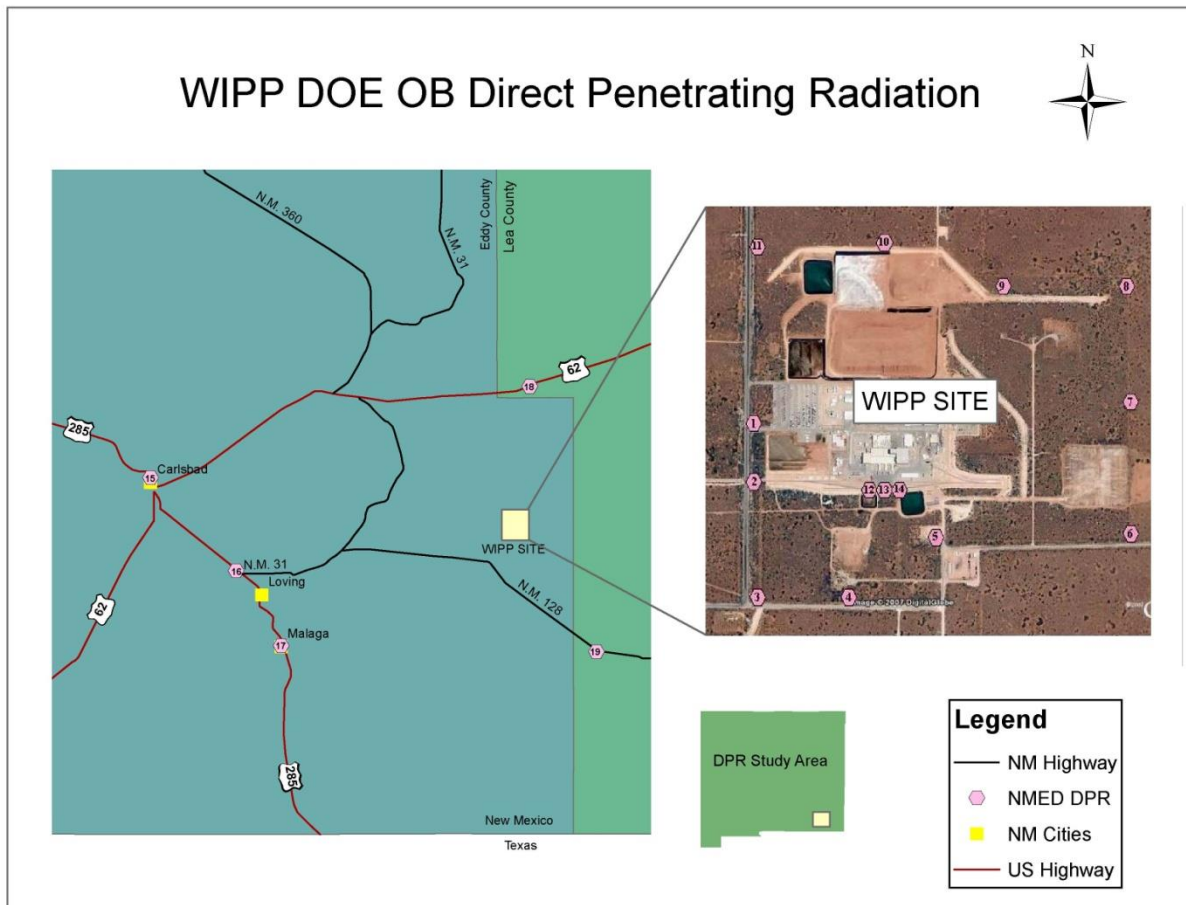 WIPP DOE OB Direct Penetrating Radiation
N
N.M. 360
N.M. 31
Eddy County
Lea County
62
18
285
15
Carlsbad
WIPP SITE
16
N.M. 31
Loving
62
N.M. 128
17
Malaga
19
285
New Mexico
Texas
11
10
9
8
7
WIPP SITE
1
2
12
13
14
5
6
3
4
Image © 2007 DigitalGlobe
DPR Study Area
Legend
NM Highway
NMED DPR
NM Cities
US Highway